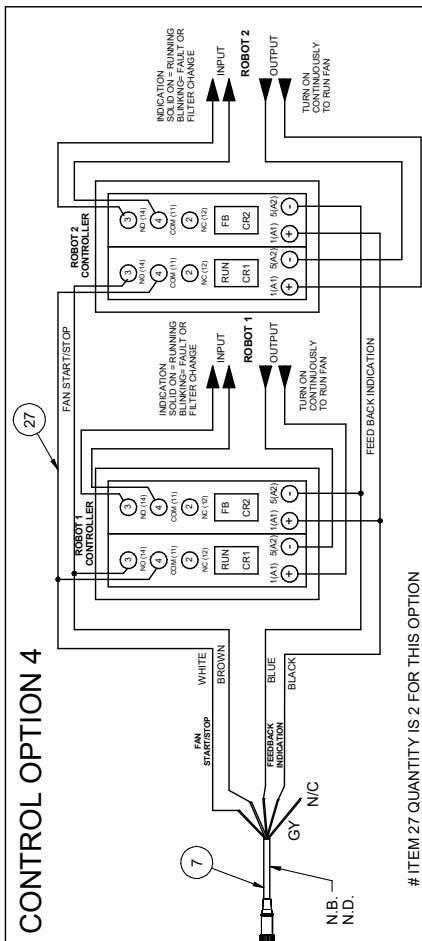 CONTROL OPTION 4
27
FAN START/STOP
ROBOT 1
CONTROLLER
3
NO (14)
4
COM (11)
2
NC (12)
RUN
CR1
1(A1)
5(A2)
+
-
3
NO (14)
4
COM (11)
2
NC (12)
FB
CR2
1(A1)
5(A2)
+
-
INDICATION
SOLID ON = RUNNING
BLINKING= FAULT OR
FILTER CHANGE
INPUT
ROBOT 1
OUTPUT
TURN ON
CONTINUOUSLY
TO RUN FAN
ROBOT 2
CONTROLLER
3
NO (14)
4
COM (11)
2
NC (12)
RUN
CR1
1(A1)
5(A2)
+
-
3
NO (14)
4
COM (11)
2
NC (12)
FB
CR2
1(A1)
5(A2)
+
-
INDICATION
SOLID ON = RUNNING
BLINKING= FAULT OR
FILTER CHANGE
INPUT
ROBOT 2
OUTPUT
TURN ON
CONTINUOUSLY
TO RUN FAN
FEED BACK INDICATION
WHITE
BROWN
FAN
START/STOP
BLUE
BLACK
FEEDBACK
INDICATION
7
GY
N/C
N.B.
N.D.
# ITEM 27 QUANTITY IS 2 FOR THIS OPTION